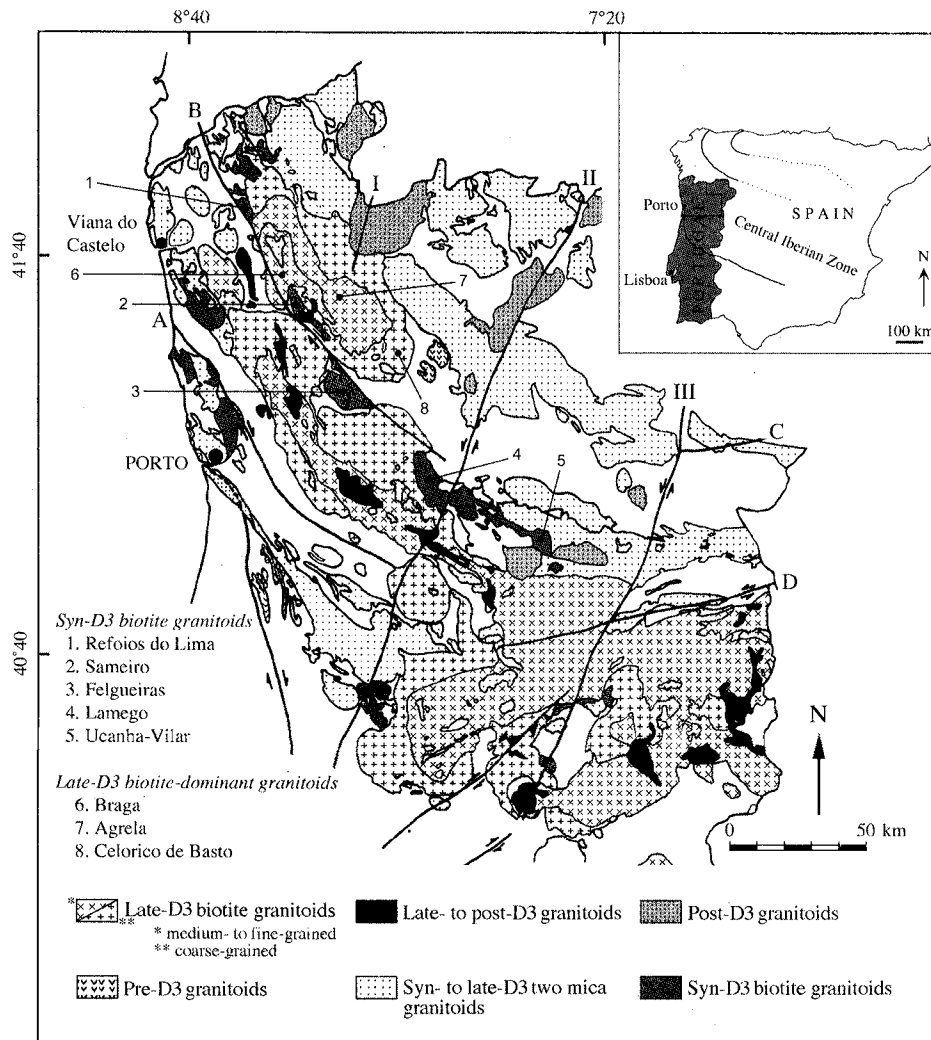 8°40
7°20
B
I
II
1
Viana do
Castelo
41°40
6
2
7
A
3
8
III
C
PORTO
4
5
D
40°40
Porto
Lisboa
PORTUGAL
SPAIN
Central Iberian Zone
N
100 km
Syn-D3 biotite granitoids
1. Refoios do Lima
2. Sameiro
3. Felgueiras
4. Lamego
5. Ucanha-Vilar
Late-D3 biotite-dominant granitoids
6. Braga
7. Agrela
8. Celorico de Basto
N
0 50 km
* ** Late-D3 biotite granitoids
* medium- to fine-grained
** coarse-grained
Late- to post-D3 granitoids
Post-D3 granitoids
Pre-D3 granitoids
Syn- to late-D3 two mica
granitoids
Syn-D3 biotite granitoids